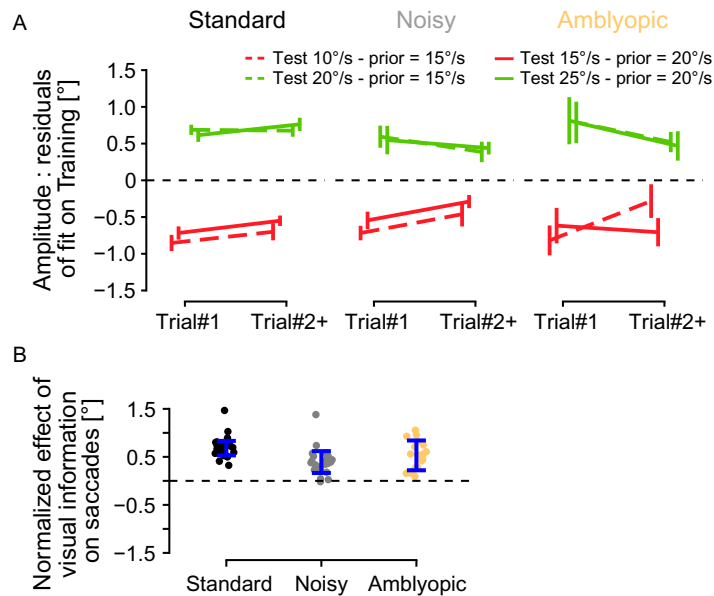 A
Standard
Noisy
Amblyopic
Test 10°/s - prior = 15°/s
Test 15°/s - prior = 20°/s
Test 20°/s - prior = 15°/s
Test 25°/s - prior = 20°/s
Amplitude : residuals
of fit on Training [°]
1.5
1.0
0.5
0
−0.5
−1.0
−1.5
Trial#1
Trial#2+
Trial#1
Trial#2+
Trial#1
Trial#2+
B
Normalized effect of
visual information
on saccades [°]
1.5
0.5
−0.5
−1.5
Standard
Noisy
Amblyopic